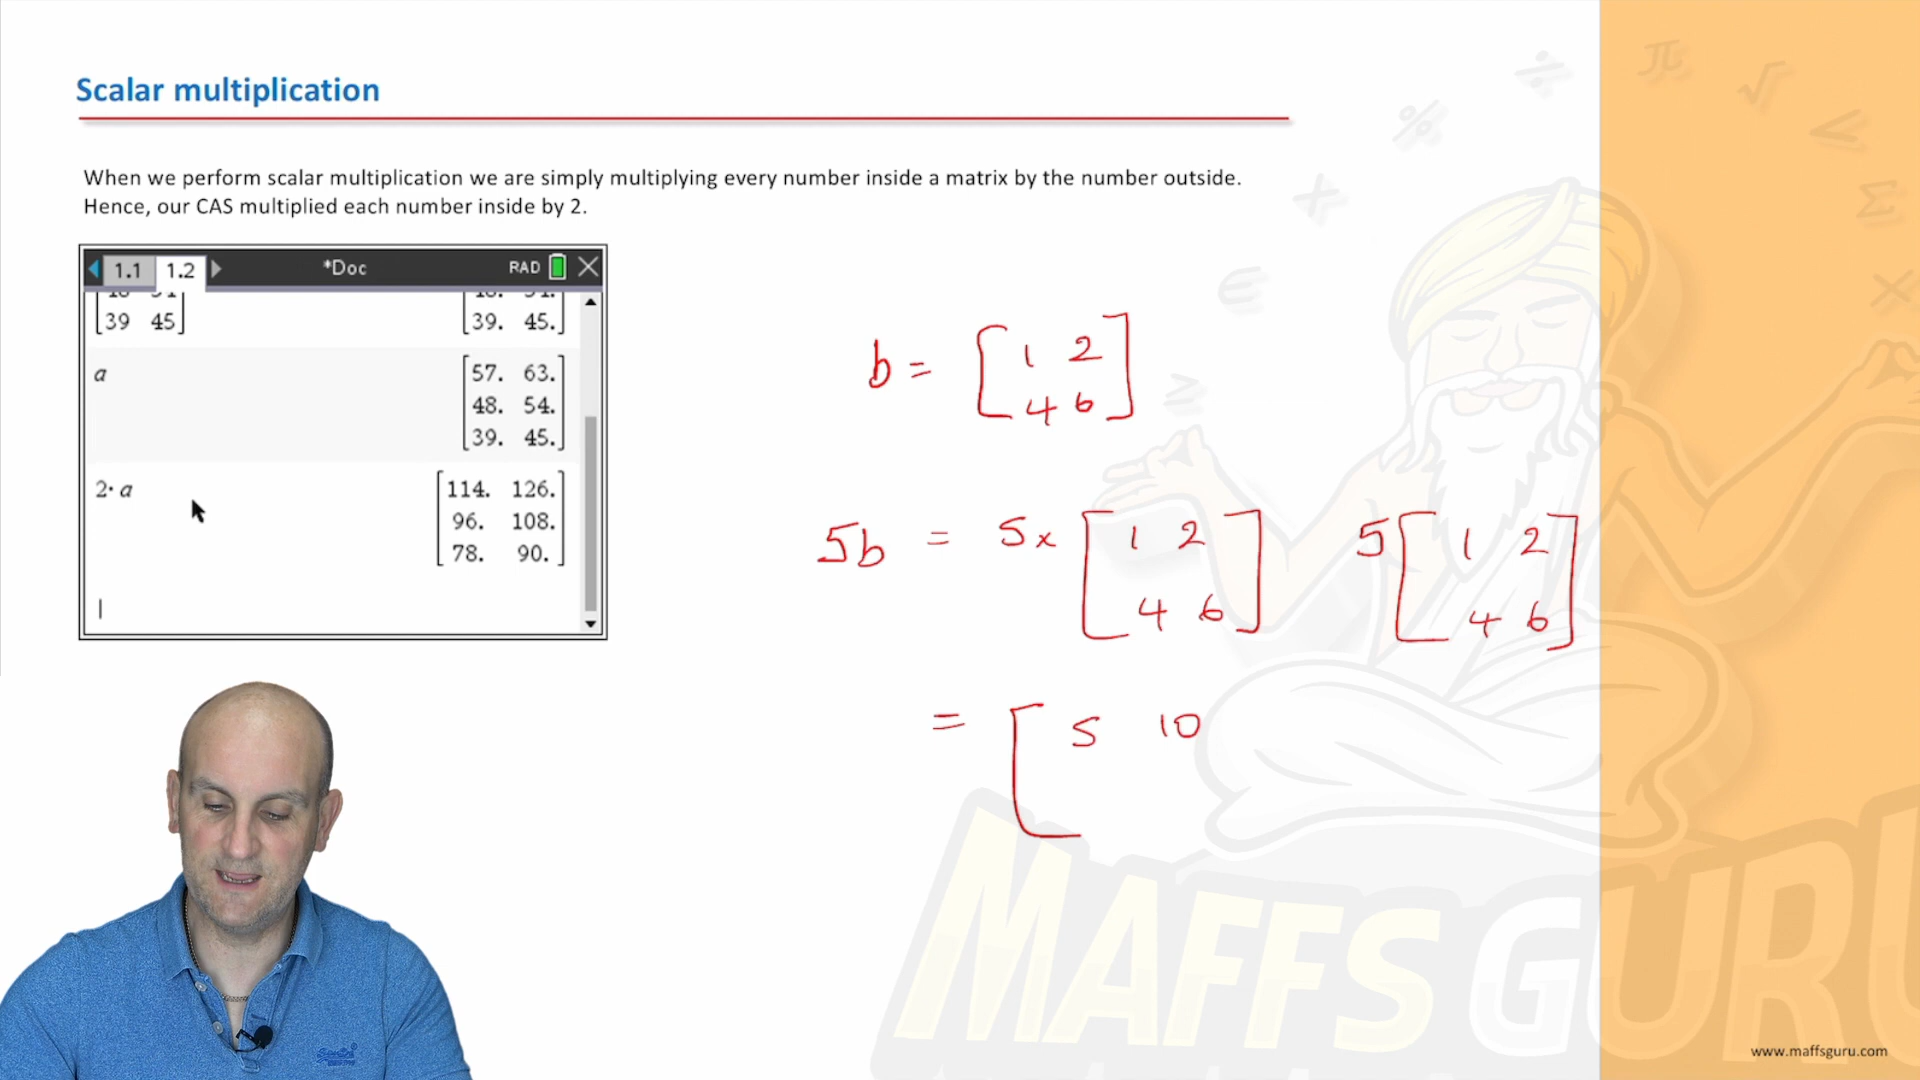 Scalar multiplication
When we perform scalar multiplication we are simply multiplying every number inside a matrix by the number outside.
Hence, our CAS multiplied each number inside by 2.
1.1 1.2 *Doc RAD
39 45 39. 45.
a
57. 63.
48. 54.
39. 45.
2· a
114. 126.
96. 108.
78. 90.
b = [ 1 2
4 6 ]
5b = 5 x [ 1 2
4 6 ]
5 [ 1 2
4 6 ]
= [ 5 10
MAFFS GURU
www.maffsguru.com